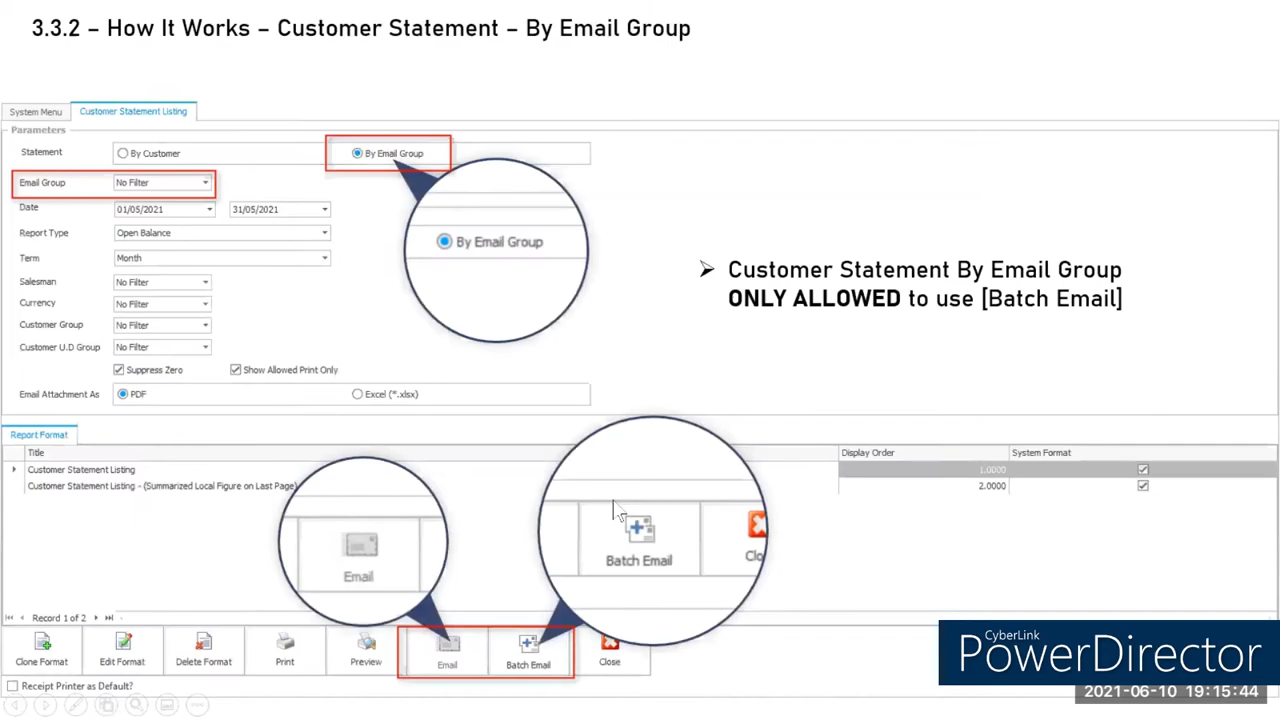 3.3.2 – How It Works – Customer Statement – By Email Group
System Menu Customer Statement Listing
Parameters
Statement By Customer By Email Group
Email Group No Filter
By Email Group
Date 01/05/2021 31/05/2021
Report Type Open Balance
Term Month
Salesman No Filter
Currency No Filter
Customer Group No Filter
Customer U.D Group No Filter
Suppress Zero Show Allowed Print Only
Email Attachment As PDF Excel (*.xlsx)
➢ Customer Statement By Email Group
ONLY ALLOWED to use [Batch Email]
Report Format
Title Display Order System Format
Customer Statement Listing 1.0000
Customer Statement Listing - (Summarized Local Figure on Last Page) 2.0000
Email
Batch Email
Clo
Record 1 of 2
Clone Format Edit Format Delete Format Print Preview Email Batch Email Close
Receipt Printer as Default?
CyberLink
PowerDirector
2021-06-10 19:15:44